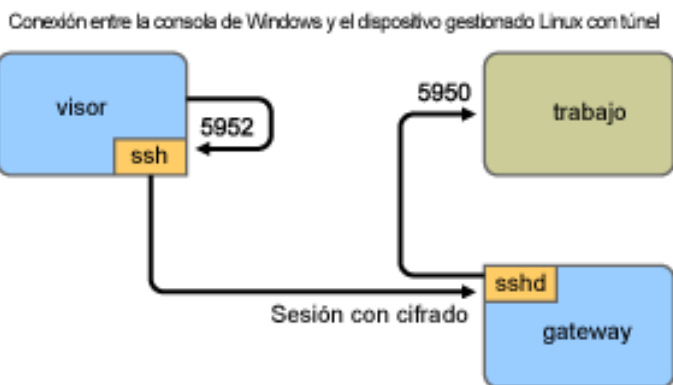 Conexión entre la consola de Windows y el dispositivo gestionado Linux con túnel
visor
5952
ssh
5950
trabajo
sshd
Sesión con cifrado
gateway